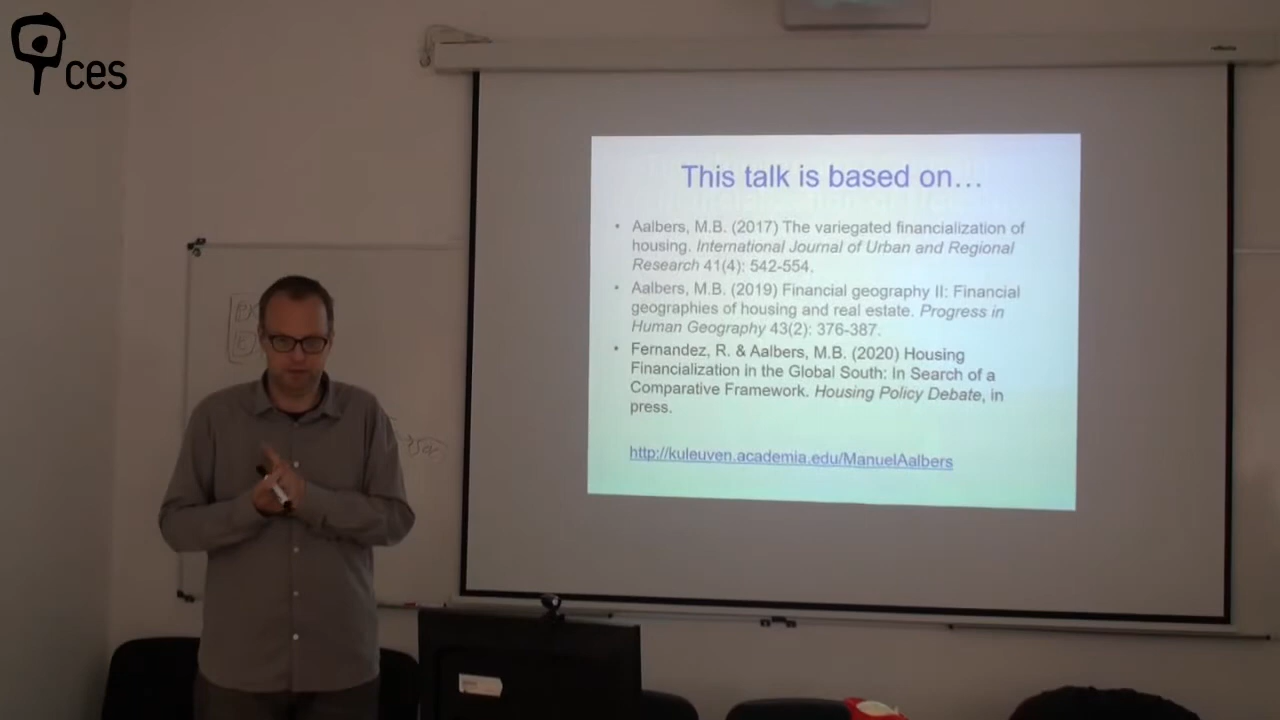 ces
This talk is based on…
• Aalbers, M.B. (2017) The variegated financialization of
housing. International Journal of Urban and Regional
Research 41(4): 542-554.
• Aalbers, M.B. (2019) Financial geography II: Financial
geographies of housing and real estate. Progress in
Human Geography 43(2): 376-387.
• Fernandez, R. & Aalbers, M.B. (2020) Housing
Financialization in the Global South: In Search of a
Comparative Framework. Housing Policy Debate, in
press.
http://kuleuven.academia.edu/ManuelAalbers